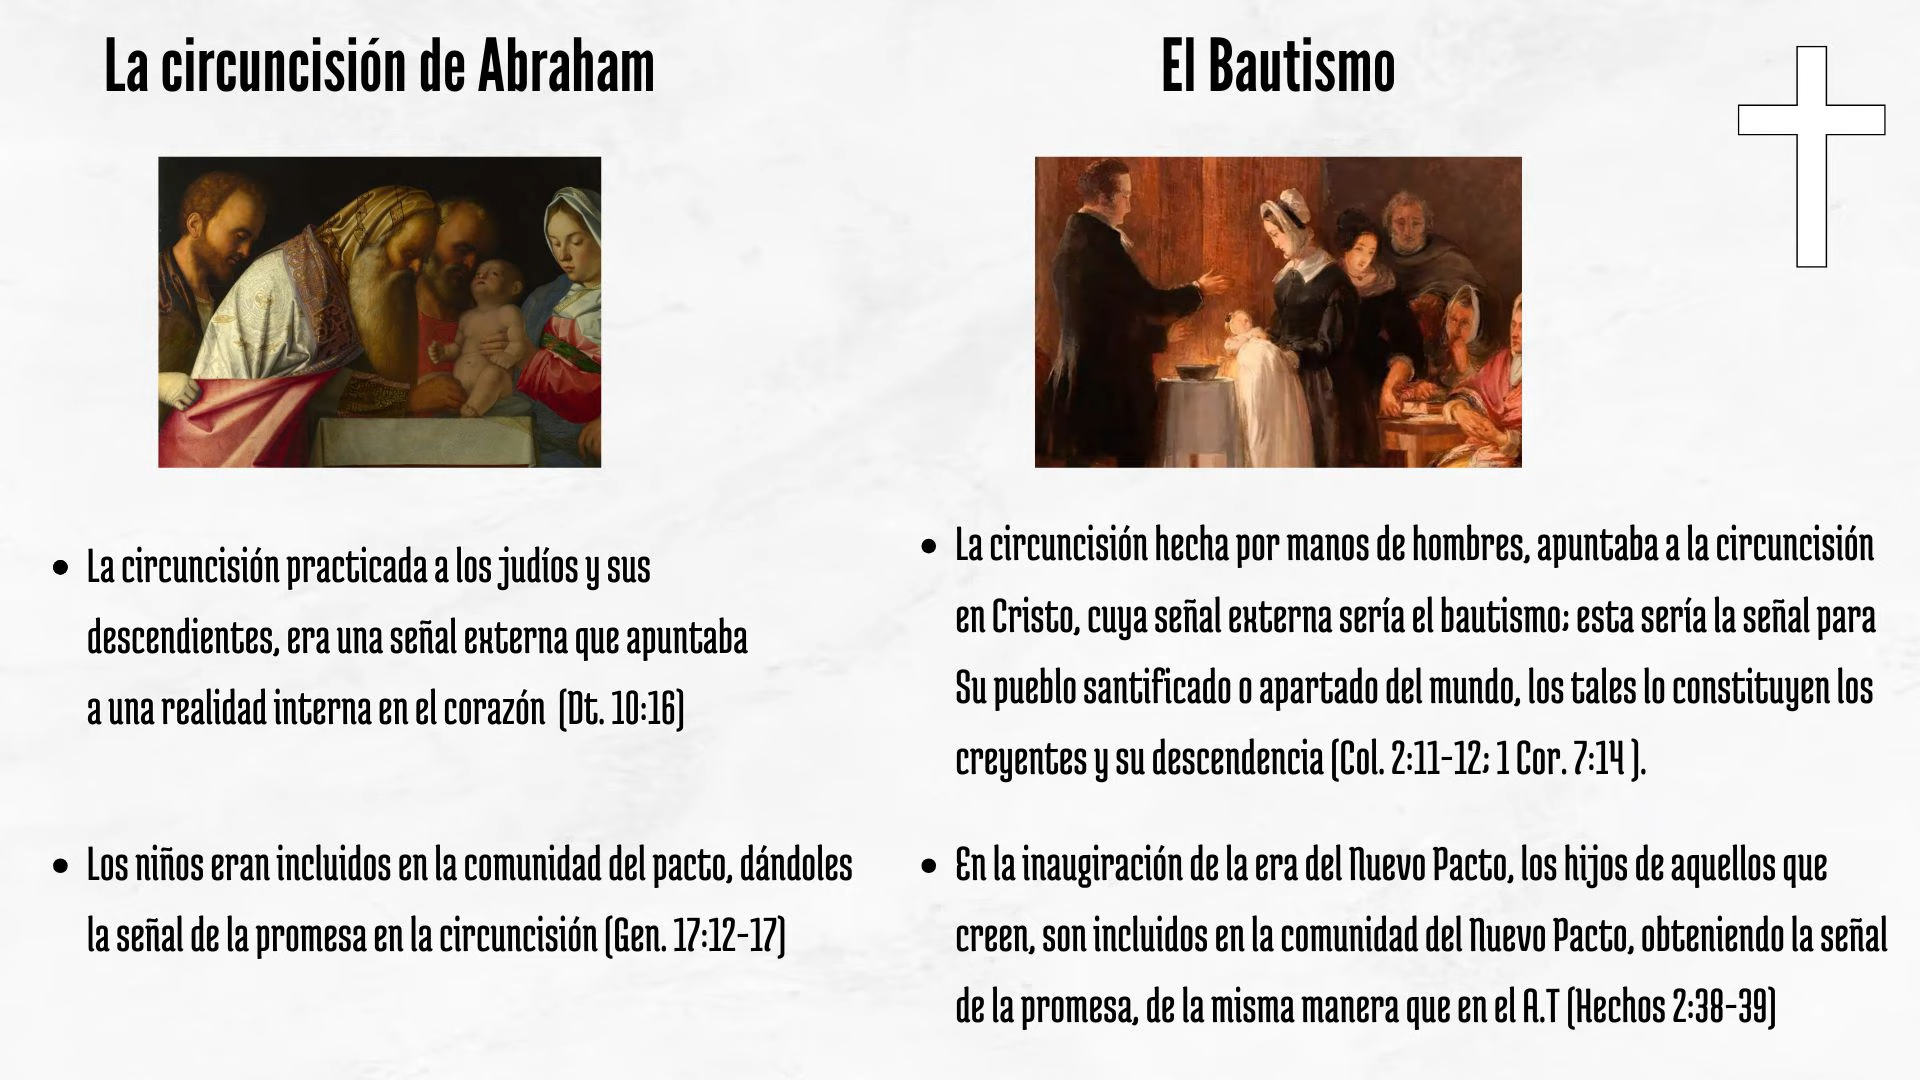 La circuncisión de Abraham
La circuncisión practicada a los judíos y sus
descendientes, era una señal externa que apuntaba
a una realidad interna en el corazón (Dt. 10:16)
Los niños eran incluidos en la comunidad del pacto, dándoles
la señal de la promesa en la circuncisión (Gen. 17:12-17)
El Bautismo
La circuncisión hecha por manos de hombres, apuntaba a la circuncisión
en Cristo, cuya señal externa sería el bautismo; esta sería la señal para
Su pueblo santificado o apartado del mundo, los tales lo constituyen los
creyentes y su descendencia (Col. 2:11-12; 1 Cor. 7:14 ).
En la inaugiración de la era del Nuevo Pacto, los hijos de aquellos que
creen, son incluidos en la comunidad del Nuevo Pacto, obteniendo la señal
de la promesa, de la misma manera que en el A.T (Hechos 2:38-39)